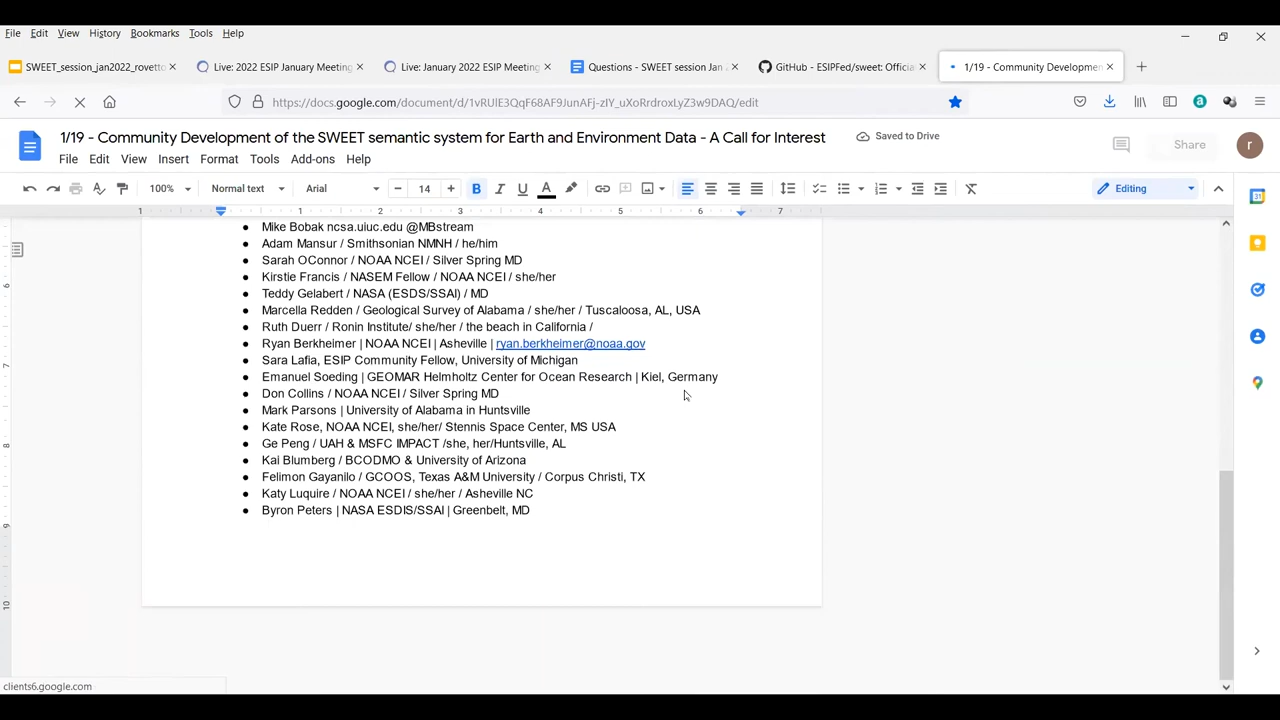 File Edit View History Bookmarks Tools Help
SWEET_session_jan2022_rovetto Live: 2022 ESIP January Meeting Live: January 2022 ESIP Meeting Questions - SWEET session Jan GitHub - ESIPFed/sweet: Official 1/19 - Community Developmen
https://docs.google.com/document/d/1vRUlE3QqF68AF9JunAFj-zIY_uXoRrdroxLyZ3w9DAQ/edit
1/19 - Community Development of the SWEET semantic system for Earth and Environment Data - A Call for Interest Saved to Drive Share r
File Edit View Insert Format Tools Add-ons Help
100% Normal text Arial 14 B I U A Editing
1 1 2 3 4 5 6 7
Mike Bobak ncsa.uiuc.edu @MBstream
Adam Mansur / Smithsonian NMNH / he/him
Sarah OConnor / NOAA NCEI / Silver Spring MD
Kirstie Francis / NASEM Fellow / NOAA NCEI / she/her
Teddy Gelabert / NASA (ESDS/SSAI) / MD
Marcella Redden / Geological Survey of Alabama / she/her / Tuscaloosa, AL, USA
Ruth Duerr / Ronin Institute/ she/her / the beach in California /
Ryan Berkheimer | NOAA NCEI | Asheville | ryan.berkheimer@noaa.gov
Sara Lafia, ESIP Community Fellow, University of Michigan
Emanuel Soeding | GEOMAR Helmholtz Center for Ocean Research | Kiel, Germany
Don Collins / NOAA NCEI / Silver Spring MD
Mark Parsons | University of Alabama in Huntsville
Kate Rose, NOAA NCEI, she/her/ Stennis Space Center, MS USA
Ge Peng / UAH & MSFC IMPACT /she, her/Huntsville, AL
Kai Blumberg / BCODMO & University of Arizona
Felimon Gayanilo / GCOOS, Texas A&M University / Corpus Christi, TX
Katy Luquire / NOAA NCEI / she/her / Asheville NC
Byron Peters | NASA ESDIS/SSAI | Greenbelt, MD
clients6.google.com